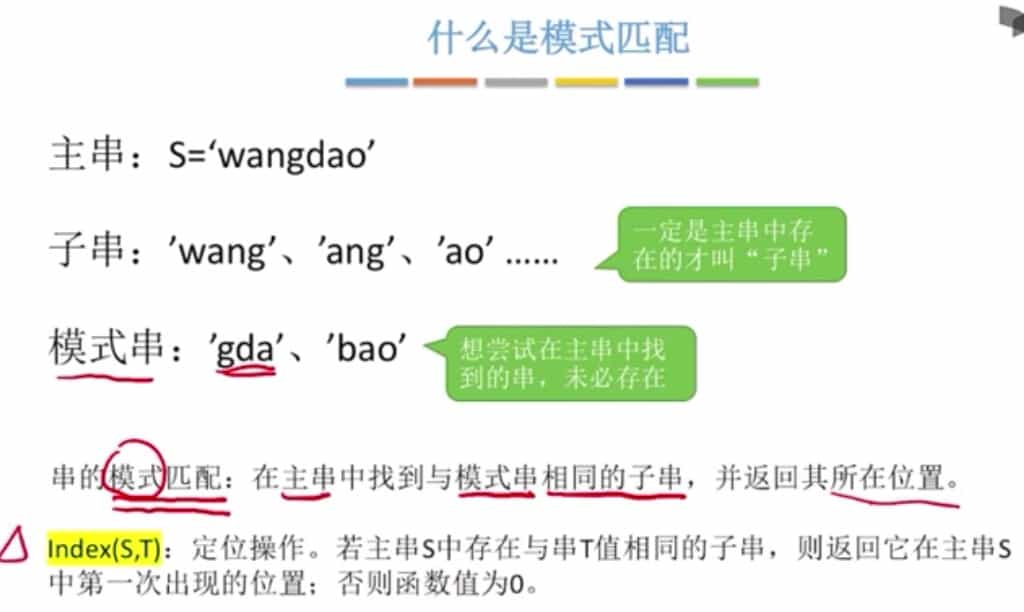 什么是模式匹配
主串：S=‘wangdao’
子串：’wang’、’ang’、’ao’ ……
一定是主串中存
在的才叫“子串”
模式串：’gda’、’bao’
想尝试在主串中找
到的串，未必存在
串的模式匹配：在主串中找到与模式串相同的子串，并返回其所在位置。
Index(S,T)：定位操作。若主串S中存在与串T值相同的子串，则返回它在主串S
中第一次出现的位置；否则函数值为0。